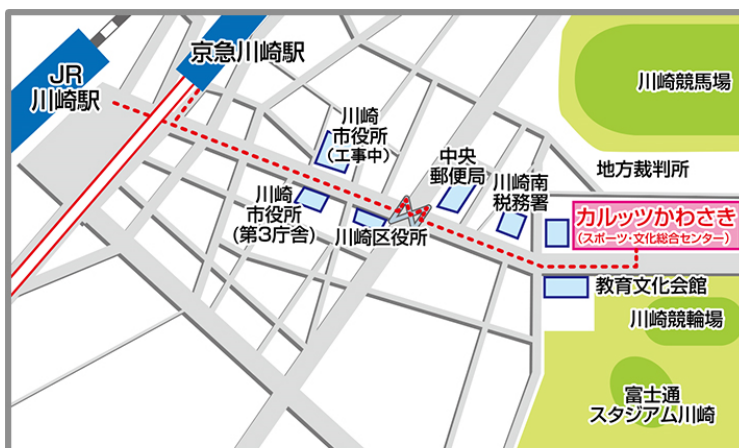 京急川崎駅
JR
川崎駅
川崎競馬場
川崎
市役所
(工事中)
中央
郵便局
地方裁判所
川崎南
税務署
川崎
市役所
(第3庁舎)
川崎区役所
カルッツかわさき
(スポーツ・文化総合センター)
教育文化会館
川崎競輪場
富士通
スタジアム川崎